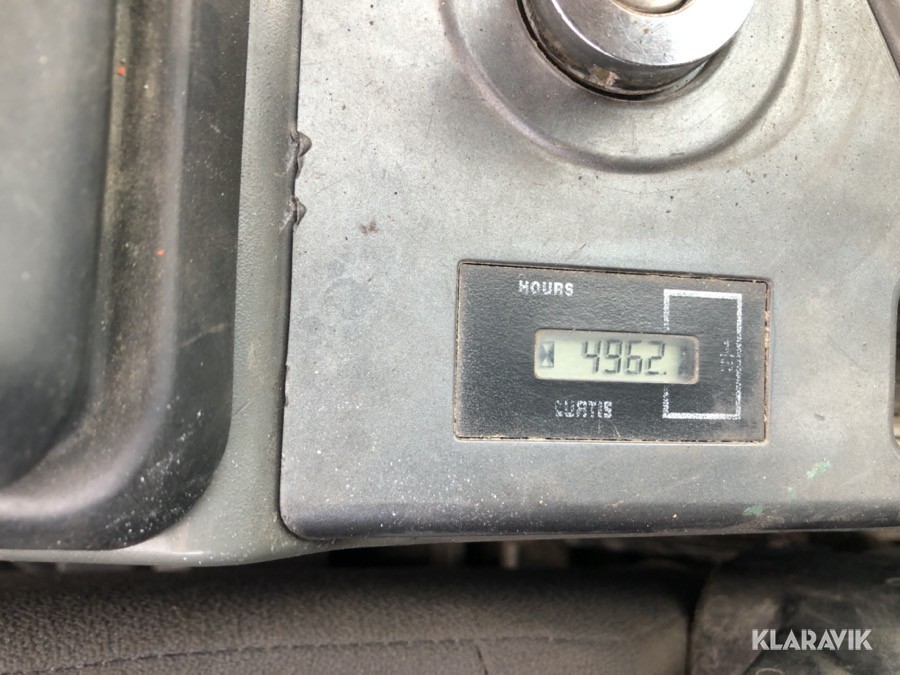 HOURS
4962.
CURTIS
KLARAVIK